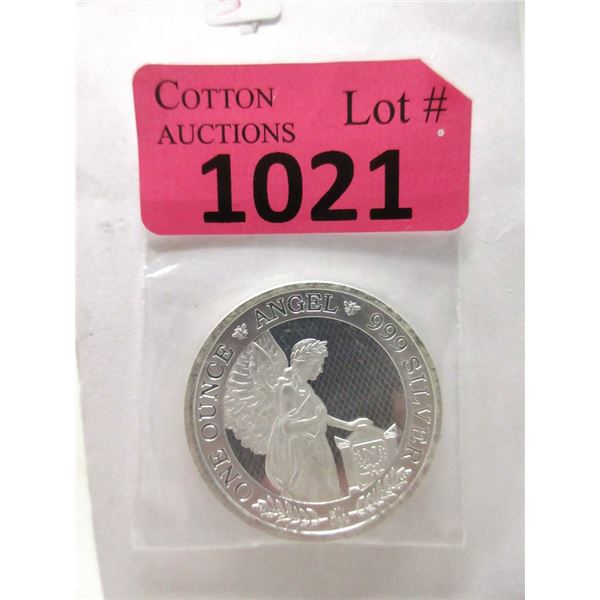 COTTON
AUCTIONS
Lot #
1021
ONE OUNCE ANGEL 999 SILVER